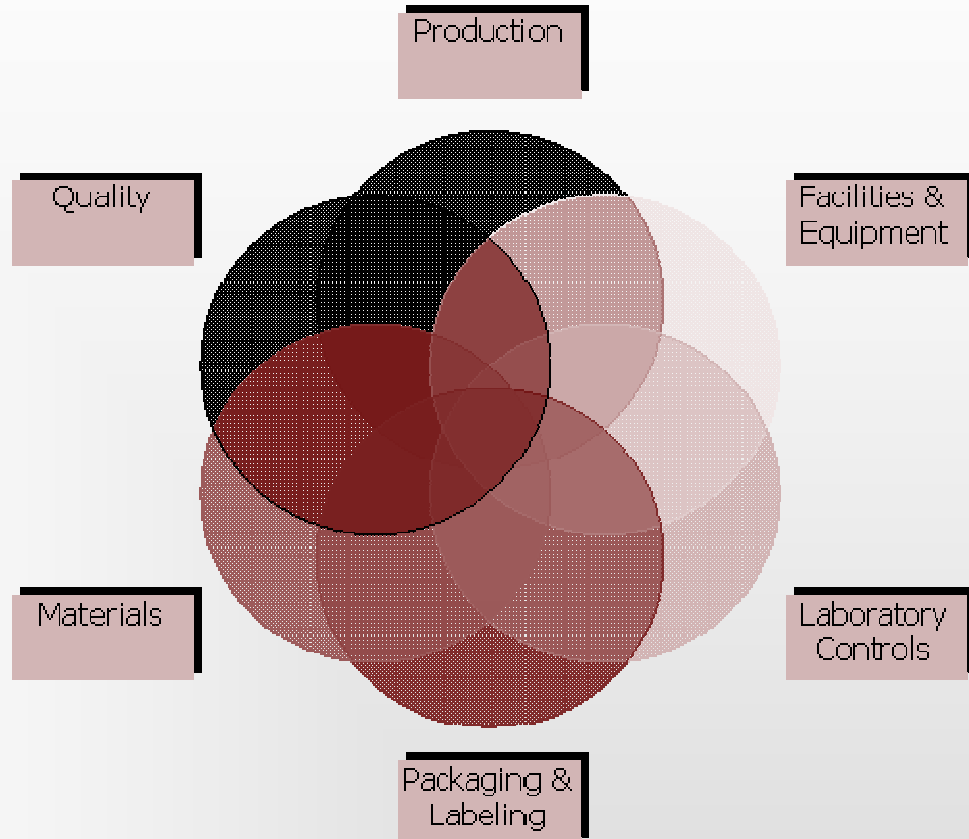 Production
Quality
Facilities &
Equipment
Materials
Laboratory
Controls
Packaging &
Labeling